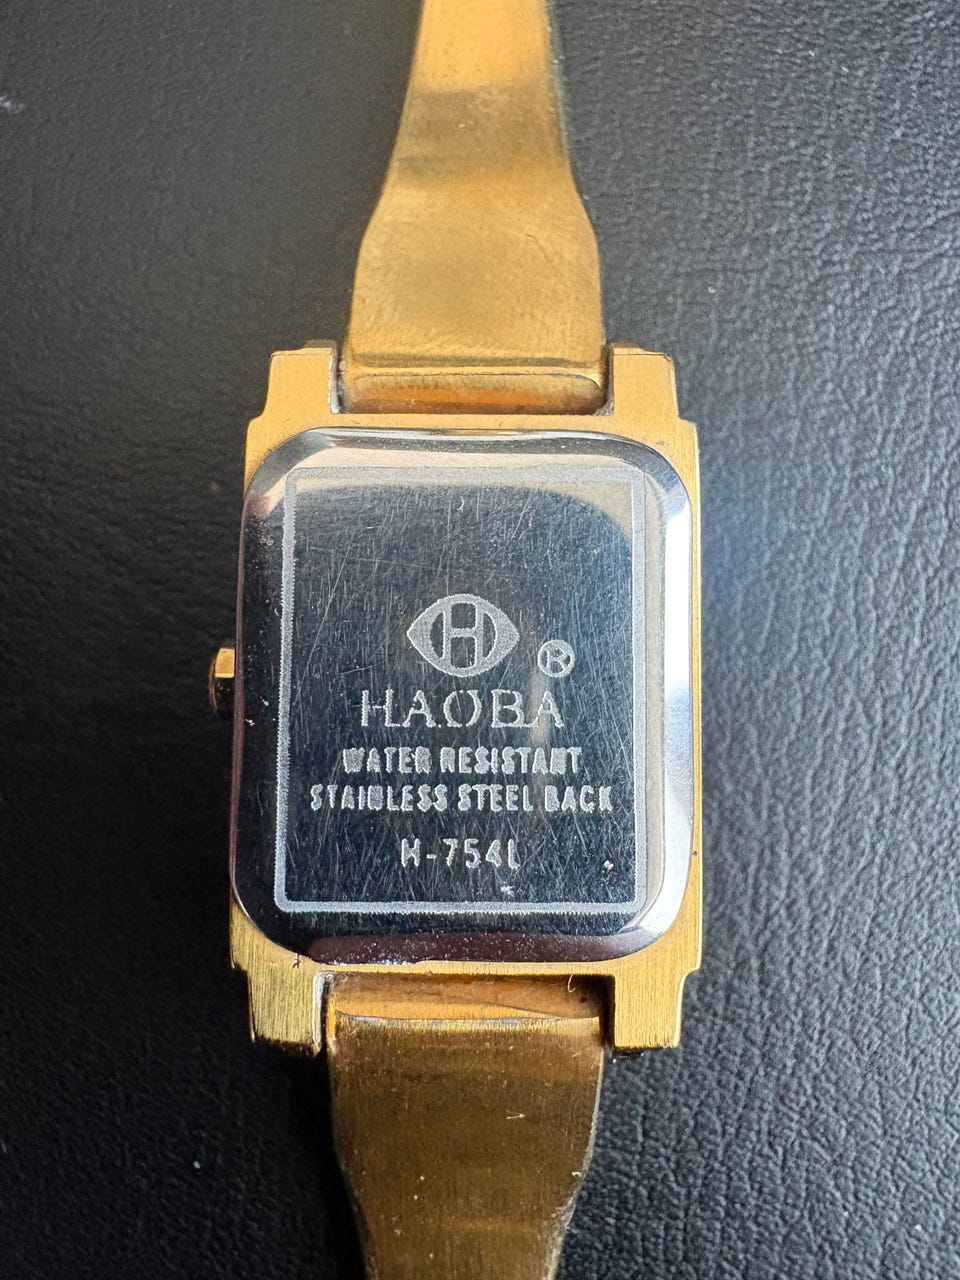 H
®
HAOBA
WATER RESISTANT
STAINLESS STEEL BACK
H-754L